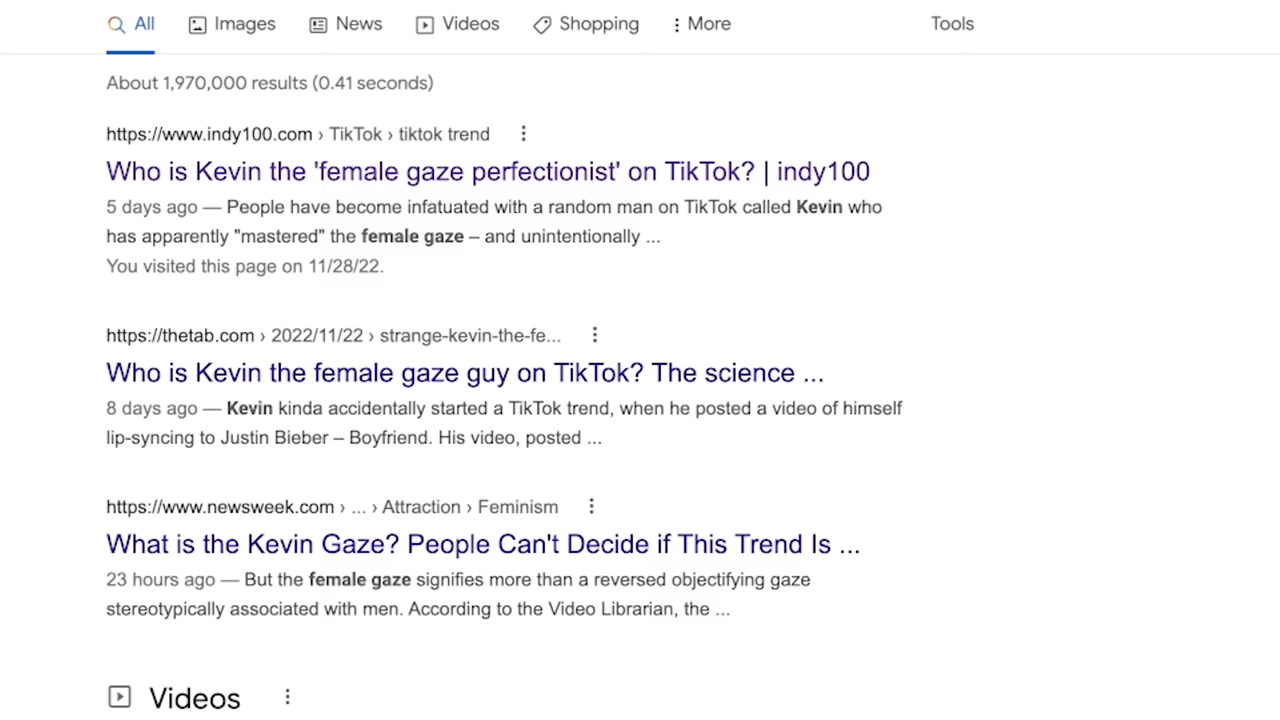 All Images News Videos Shopping More Tools
About 1,970,000 results (0.41 seconds)
https://www.indy100.com › TikTok › tiktok trend
Who is Kevin the 'female gaze perfectionist' on TikTok? | indy100
5 days ago — People have become infatuated with a random man on TikTok called Kevin who
has apparently "mastered" the female gaze – and unintentionally ...
You visited this page on 11/28/22.
https://thetab.com › 2022/11/22 › strange-kevin-the-fe...
Who is Kevin the female gaze guy on TikTok? The science ...
8 days ago — Kevin kinda accidentally started a TikTok trend, when he posted a video of himself
lip-syncing to Justin Bieber – Boyfriend. His video, posted ...
https://www.newsweek.com › ... › Attraction › Feminism
What is the Kevin Gaze? People Can't Decide if This Trend Is ...
23 hours ago — But the female gaze signifies more than a reversed objectifying gaze
stereotypically associated with men. According to the Video Librarian, the ...
Videos